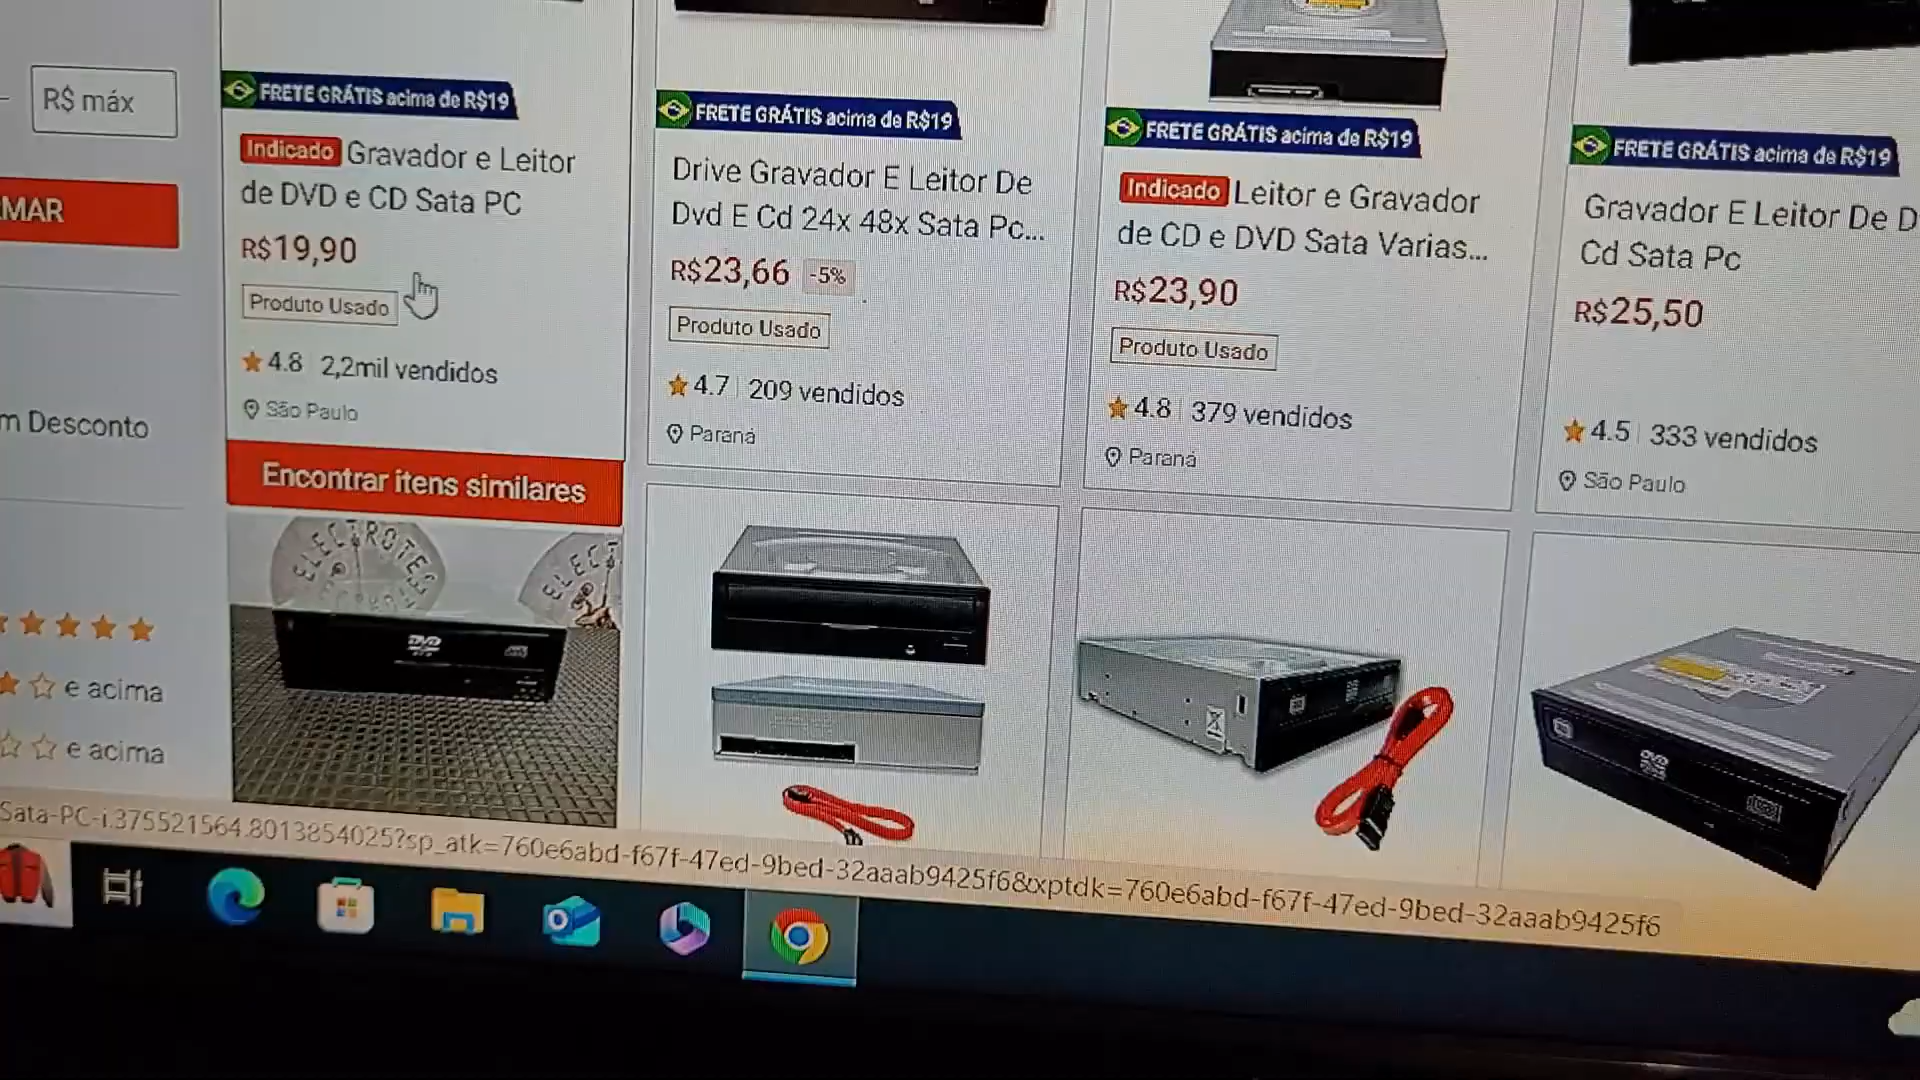 R$ máx
MAR
m Desconto
e acima
e acima
FRETE GRÁTIS acima de R$19
Indicado Gravador e Leitor
de DVD e CD Sata PC
R$19,90
Produto Usado
4.8 2,2mil vendidos
São Paulo
Encontrar itens similares
FRETE GRÁTIS acima de R$19
Drive Gravador E Leitor De
Dvd E Cd 24x 48x Sata Pc...
R$23,66 -5%
Produto Usado
4.7 209 vendidos
Paraná
FRETE GRÁTIS acima de R$19
Indicado Leitor e Gravador
de CD e DVD Sata Varias...
R$23,90
Produto Usado
4.8 379 vendidos
Paraná
FRETE GRÁTIS acima de R$19
Gravador E Leitor De D
Cd Sata Pc
R$25,50
4.5 333 vendidos
São Paulo
ELECTROTEC
ELECT
DVD
DVD
Sata-PC-i.375521564.8013854025?sp_atk=760e6abd-f67f-47ed-9bed-32aaab9425f6&xptdk=760e6abd-f67f-47ed-9bed-32aaab9425f6